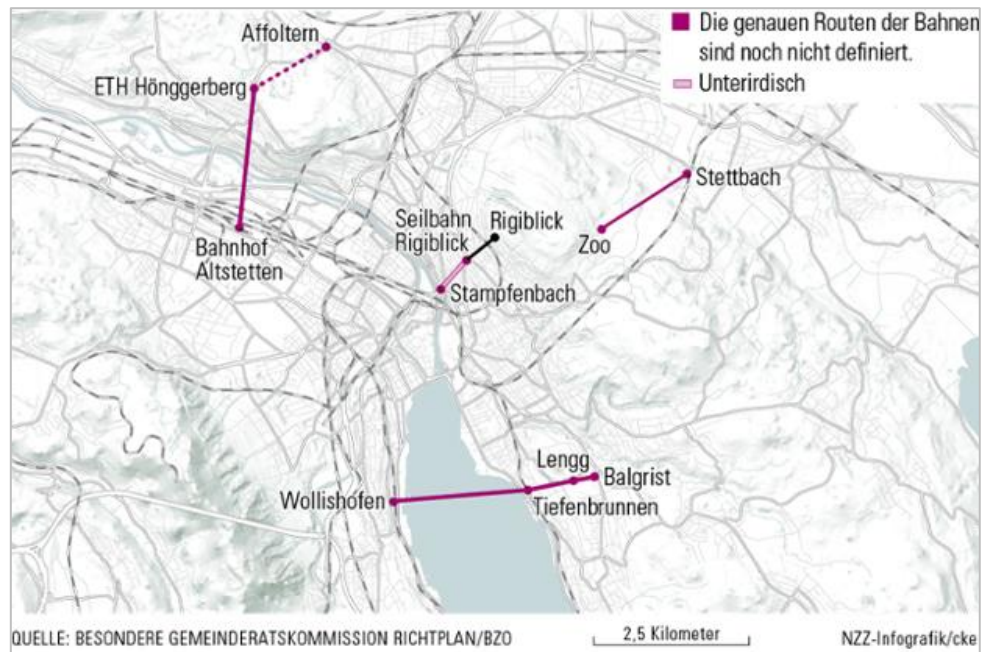 Die genauen Routen der Bahnen
sind noch nicht definiert.
Unterirdisch
Affoltern
ETH Hönggerberg
Stettbach
Seilbahn
Rigiblick
Rigiblick
Zoo
Bahnhof
Altstetten
Stampfenbach
Lengg
Balgrist
Wollishofen
Tiefenbrunnen
QUELLE: BESONDERE GEMEINDERATSKOMMISSION RICHTPLAN/BZO
2,5 Kilometer
NZZ-Infografik/cke